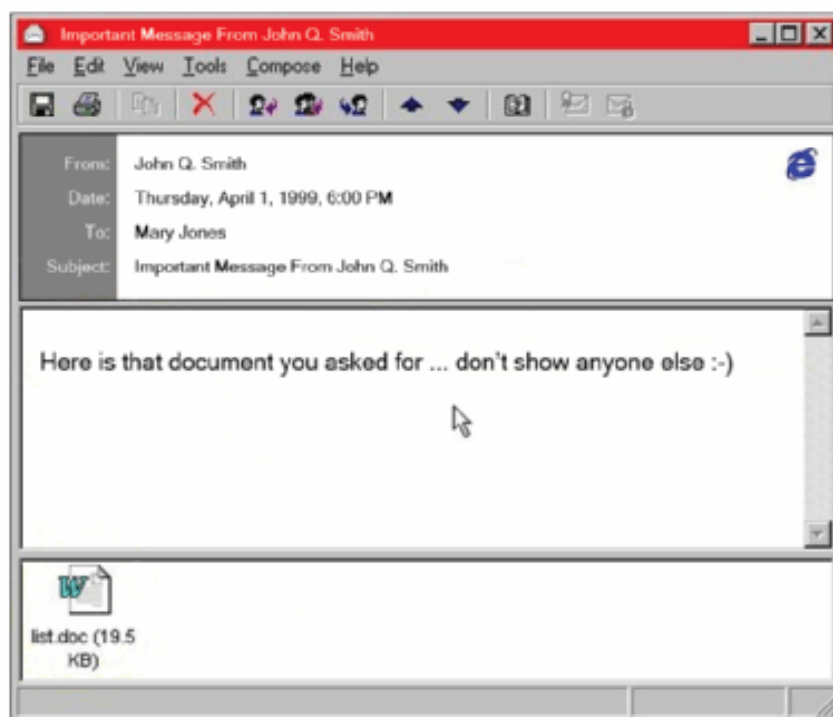 Important Message From John Q. Smith
File Edit View Tools Compose Help
From: John Q. Smith
Date: Thursday, April 1, 1999, 6:00 PM
To: Mary Jones
Subject: Important Message From John Q. Smith
Here is that document you asked for ... don't show anyone else :-)
W
list.doc (19.5
KB)